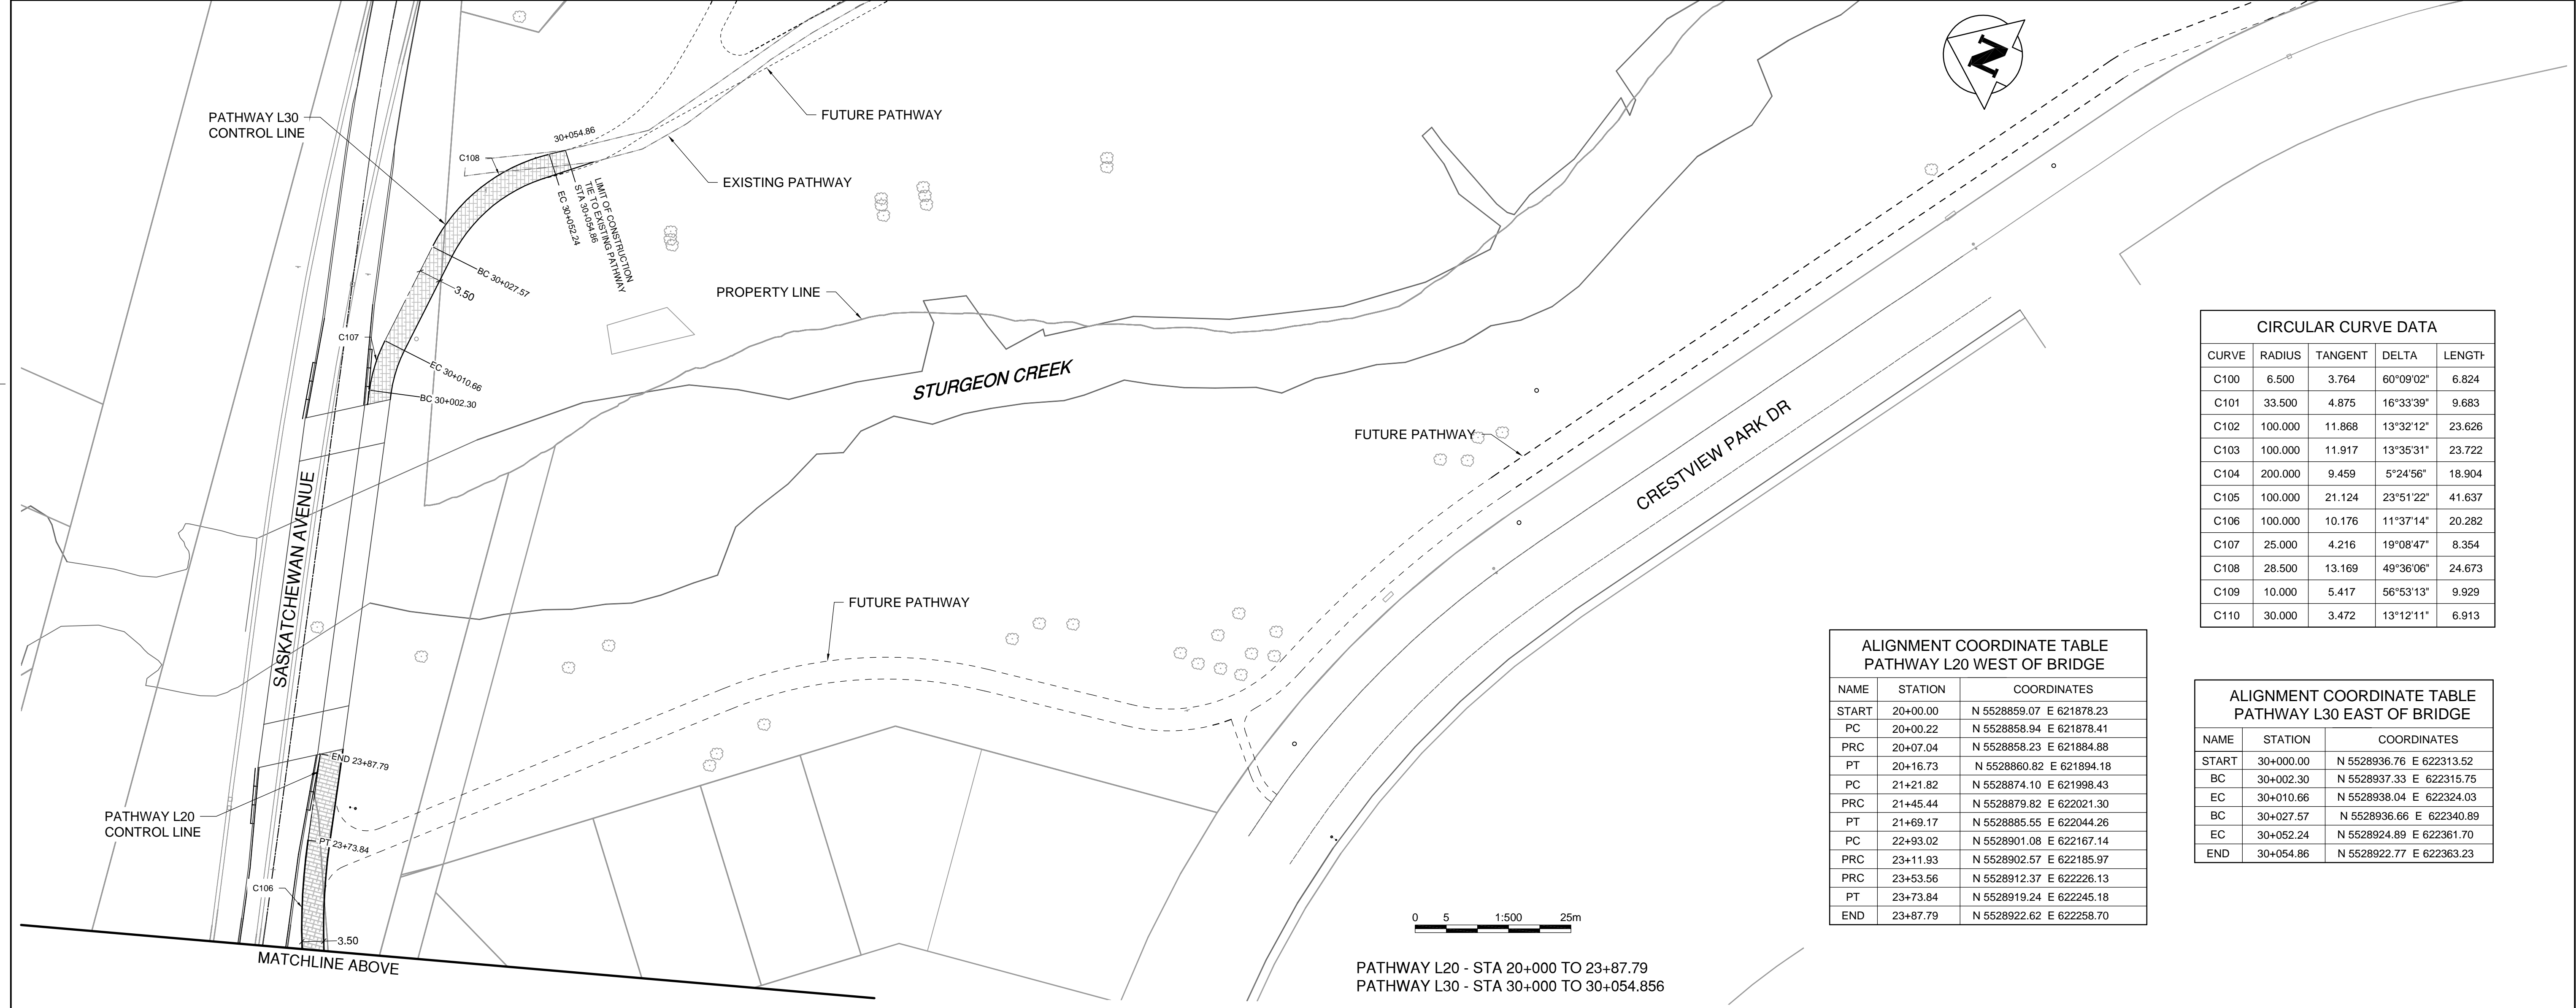 PATHWAY L30
CONTROL LINE
30+054.86
C108
FUTURE PATHWAY
EXISTING PATHWAY
LIMIT OF CONSTRUCTION
TIE TO EXISTING PATHWAY
STA 30+054.86
EC 30+052.24
BC 30+027.57
3.50
PROPERTY LINE
C107
EC 30+010.66
BC 30+002.30
STURGEON CREEK
N
FUTURE PATHWAY
CRESTVIEW PARK DR
SASKATCHEWAN AVENUE
FUTURE PATHWAY
END 23+87.79
PATHWAY L20
CONTROL LINE
PT 23+73.84
C106
3.50
MATCHLINE ABOVE
CIRCULAR CURVE DATA
CURVE RADIUS TANGENT DELTA LENGTH
C100 6.500 3.764 60°09'02" 6.824
C101 33.500 4.875 16°33'39" 9.683
C102 100.000 11.868 13°32'12" 23.626
C103 100.000 11.917 13°35'31" 23.722
C104 200.000 9.459 5°24'56" 18.904
C105 100.000 21.124 23°51'22" 41.637
C106 100.000 10.176 11°37'14" 20.282
C107 25.000 4.216 19°08'47" 8.354
C108 28.500 13.169 49°36'06" 24.673
C109 10.000 5.417 56°53'13" 9.929
C110 30.000 3.472 13°12'11" 6.913
ALIGNMENT COORDINATE TABLE
PATHWAY L20 WEST OF BRIDGE
NAME STATION COORDINATES
START 20+00.00 N 5528859.07 E 621878.23
PC 20+00.22 N 5528858.94 E 621878.41
PRC 20+07.04 N 5528858.23 E 621884.88
PT 20+16.73 N 5528860.82 E 621894.18
PC 21+21.82 N 5528874.10 E 621998.43
PRC 21+45.44 N 5528879.82 E 622021.30
PT 21+69.17 N 5528885.55 E 622044.26
PC 22+93.02 N 5528901.08 E 622167.14
PRC 23+11.93 N 5528902.57 E 622185.97
PRC 23+53.56 N 5528912.37 E 622226.13
PT 23+73.84 N 5528919.24 E 622245.18
END 23+87.79 N 5528922.62 E 622258.70
ALIGNMENT COORDINATE TABLE
PATHWAY L30 EAST OF BRIDGE
NAME STATION COORDINATES
START 30+000.00 N 5528936.76 E 622313.52
BC 30+002.30 N 5528937.33 E 622315.75
EC 30+010.66 N 5528938.04 E 622324.03
BC 30+027.57 N 5528936.66 E 622340.89
EC 30+052.24 N 5528924.89 E 622361.70
END 30+054.86 N 5528922.77 E 622363.23
0 5 1:500 25m
PATHWAY L20 - STA 20+000 TO 23+87.79
PATHWAY L30 - STA 30+000 TO 30+054.856